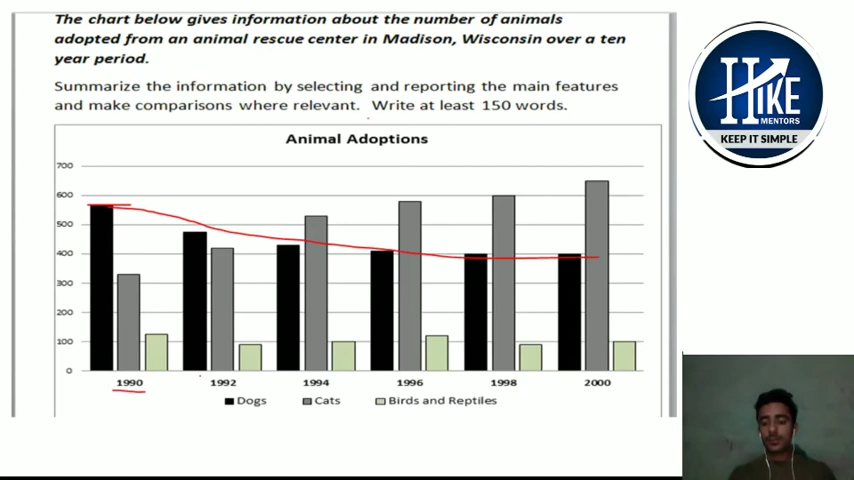 The chart below gives information about the number of animals
adopted from an animal rescue center in Madison, Wisconsin over a ten
year period.
Summarize the information by selecting and reporting the main features
and make comparisons where relevant. Write at least 150 words.
Animal Adoptions
700
600
500
400
300
200
100
0
1990 1992 1994 1996 1998 2000
Dogs Cats Birds and Reptiles
HIKE
MENTORS
KEEP IT SIMPLE